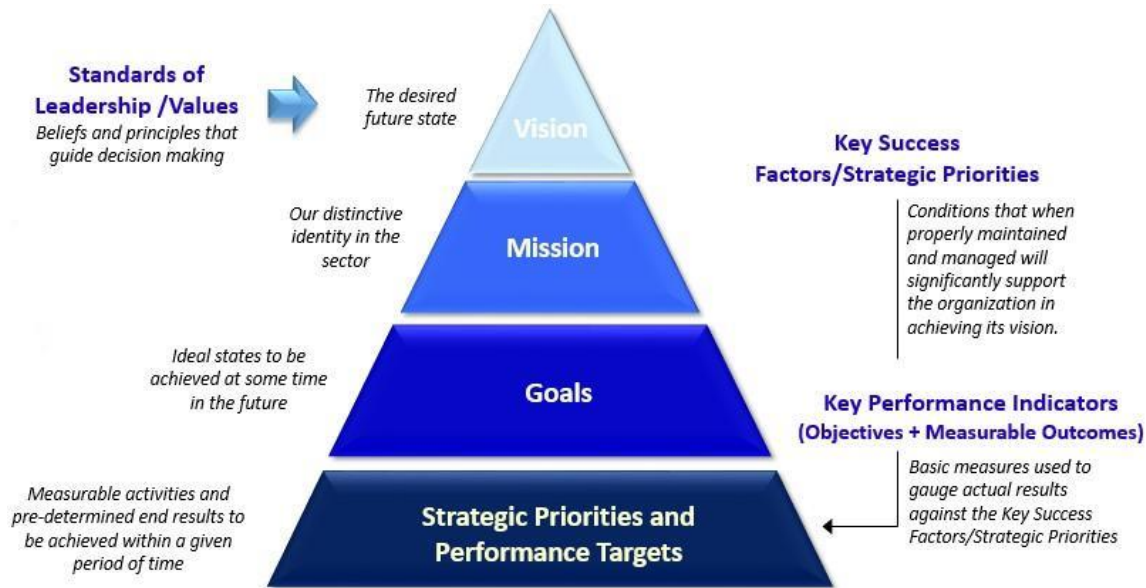 Standards of
Leadership /Values
Beliefs and principles that
guide decision making
The desired
future state
Vision
Our distinctive
identity in the
sector
Mission
Ideal states to be
achieved at some time
in the future
Goals
Measurable activities and
pre-determined end results to
be achieved within a given
period of time
Strategic Priorities and
Performance Targets
Key Success
Factors/Strategic Priorities
Conditions that when
properly maintained
and managed will
significantly support
the organization in
achieving its vision.
Key Performance Indicators
(Objectives + Measurable Outcomes)
Basic measures used to
gauge actual results
against the Key Success
Factors/Strategic Priorities